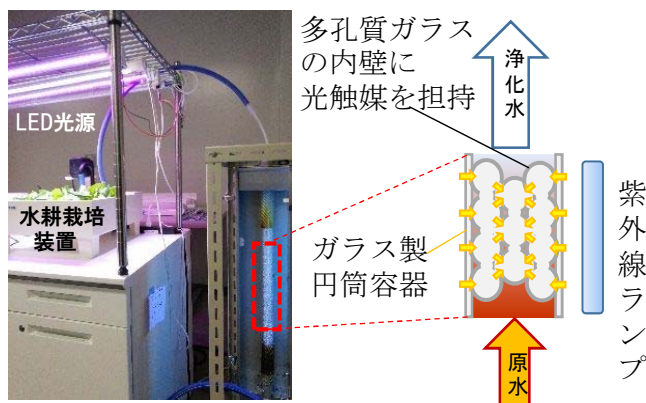 LED光源
水耕栽培
装置
多孔質ガラス
の内壁に
光触媒を担持
浄化水
ガラス製
円筒容器
紫外線ランプ
原水